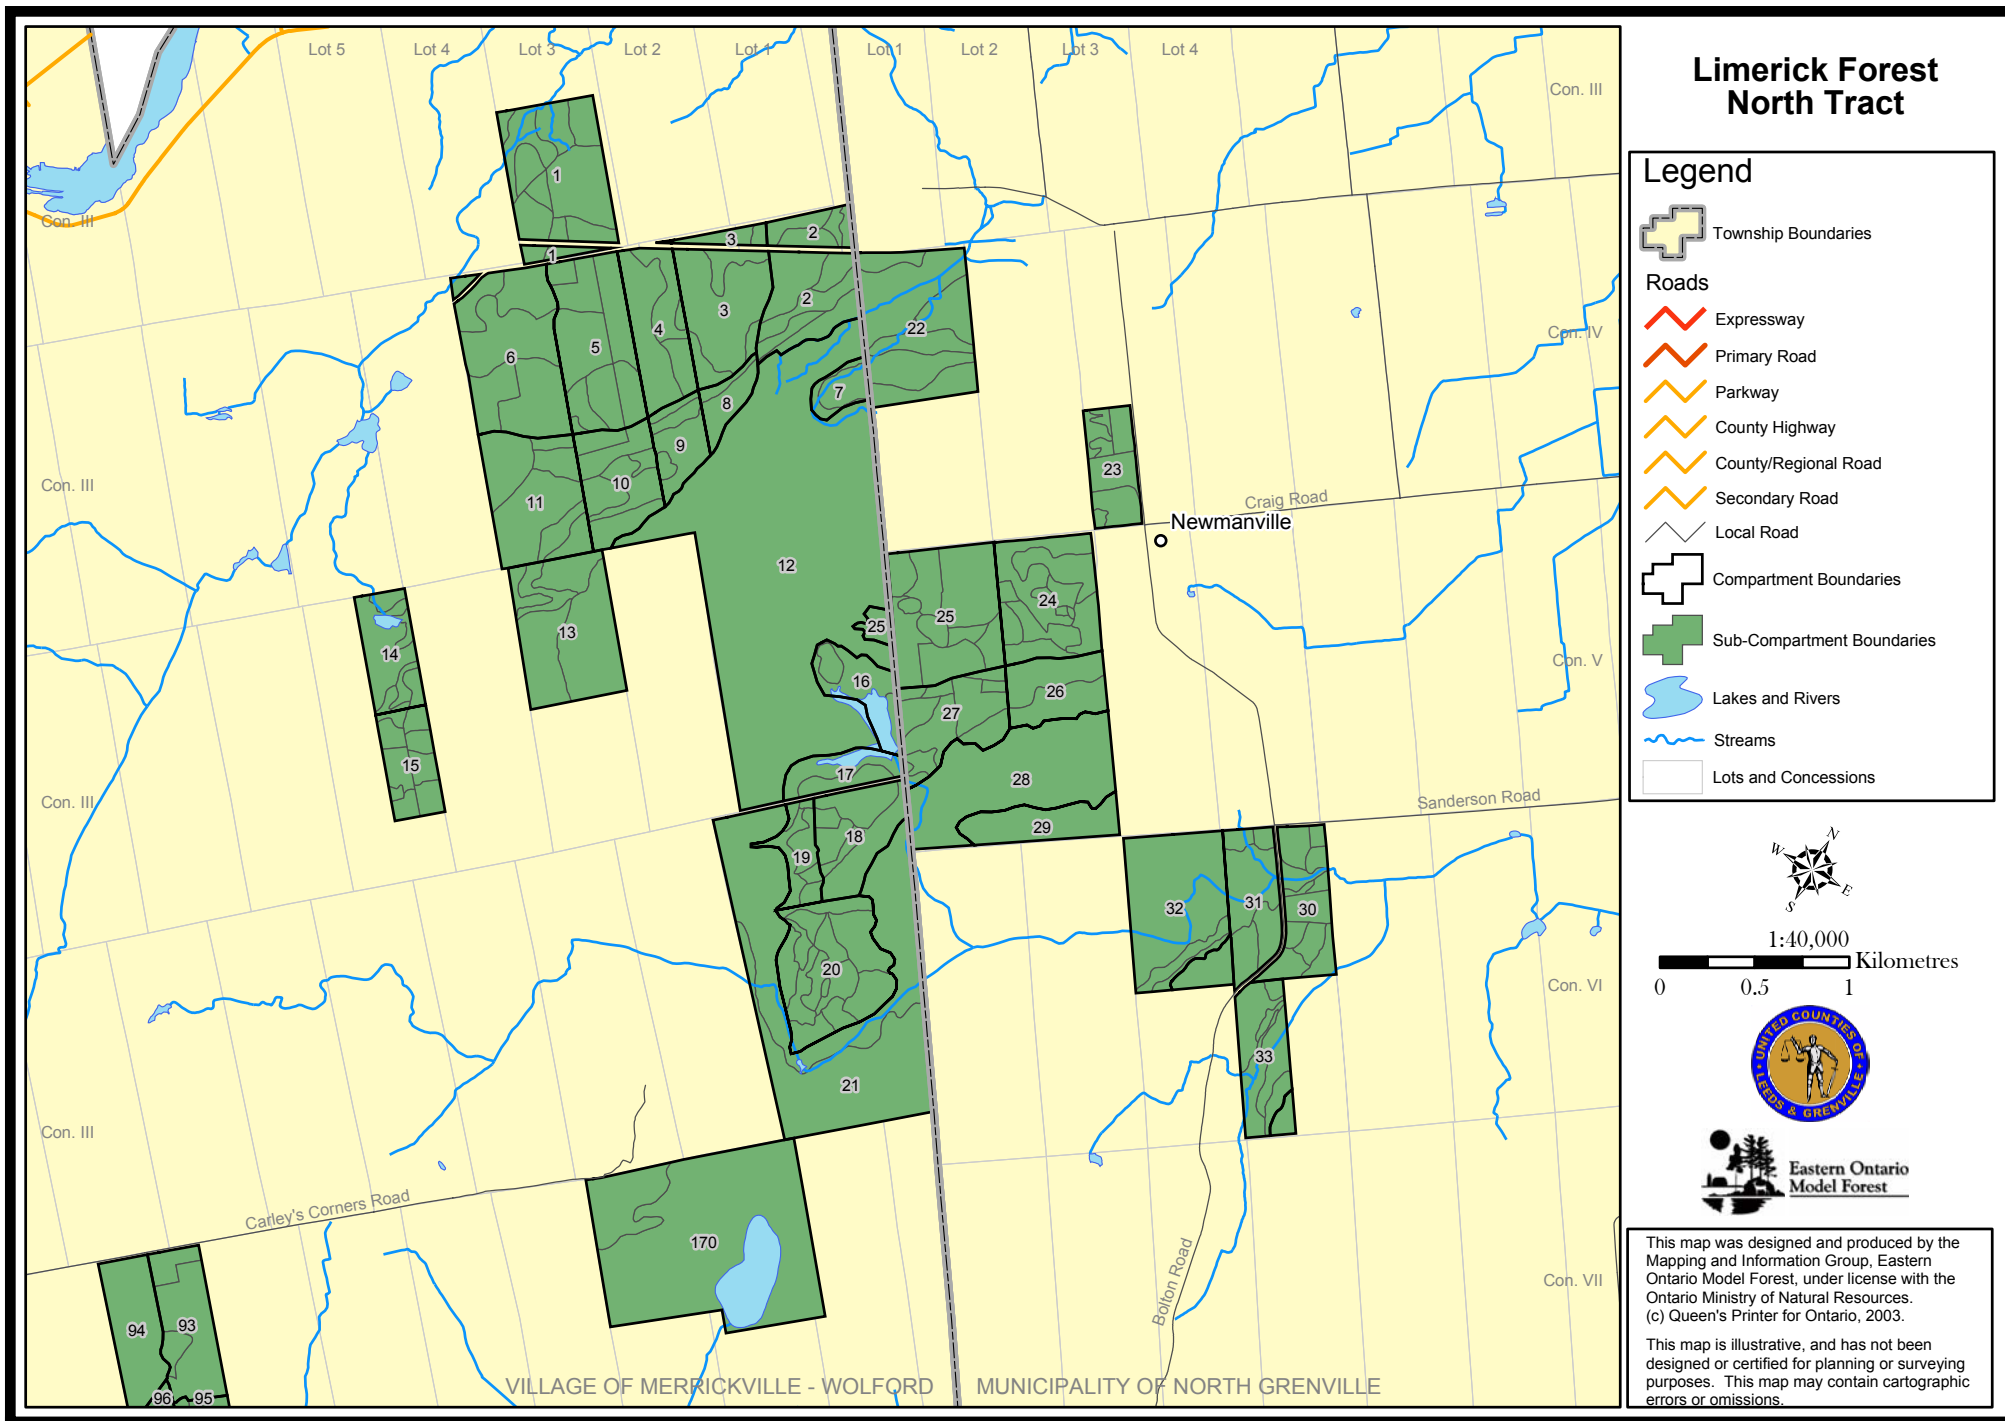 Lot 5
Lot 4
Lot 3
Lot 2
Lot 1
Lot 1
Lot 2
Lot 3
Lot 4
Con. III
Con. III
Con. IV
Con. III
Con. V
Con. III
Con. VI
Con. III
Con. VII
1
1
3
2
2
3
4
5
6
22
7
8
9
10
11
23
Craig Road
Newmanville
12
13
14
15
25
25
24
16
27
26
17
28
29
Sanderson Road
18
19
20
21
32
31
30
33
Carley's Corners Road
170
Bolton Road
94
93
96
95
VILLAGE OF MERRICKVILLE - WOLFORD
MUNICIPALITY OF NORTH GRENVILLE
Limerick Forest
North Tract
Legend
Township Boundaries
Roads
Expressway
Primary Road
Parkway
County Highway
County/Regional Road
Secondary Road
Local Road
Compartment Boundaries
Sub-Compartment Boundaries
Lakes and Rivers
Streams
Lots and Concessions
N
W
E
S
1:40,000
Kilometres
0 0.5 1
UNITED COUNTIES OF
LEEDS & GRENVILLE
Eastern Ontario
Model Forest
This map was designed and produced by the
Mapping and Information Group, Eastern
Ontario Model Forest, under license with the
Ontario Ministry of Natural Resources.
(c) Queen's Printer for Ontario, 2003.
This map is illustrative, and has not been
designed or certified for planning or surveying
purposes. This map may contain cartographic
errors or omissions.